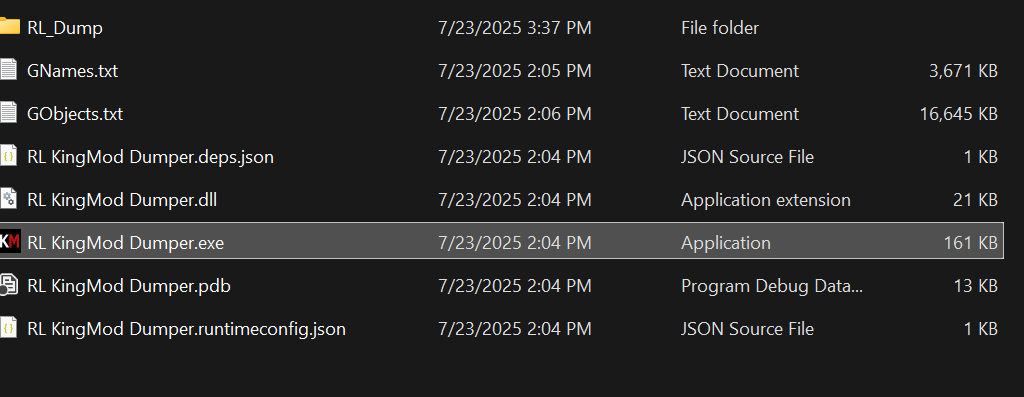 RL_Dump 7/23/2025 3:37 PM File folder
GNames.txt 7/23/2025 2:05 PM Text Document 3,671 KB
GObjects.txt 7/23/2025 2:06 PM Text Document 16,645 KB
RL KingMod Dumper.deps.json 7/23/2025 2:04 PM JSON Source File 1 KB
RL KingMod Dumper.dll 7/23/2025 2:04 PM Application extension 21 KB
KM RL KingMod Dumper.exe 7/23/2025 2:04 PM Application 161 KB
RL KingMod Dumper.pdb 7/23/2025 2:04 PM Program Debug Data... 13 KB
RL KingMod Dumper.runtimeconfig.json 7/23/2025 2:04 PM JSON Source File 1 KB